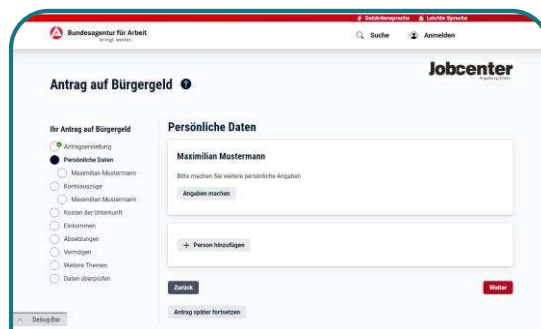 Gebärdensprache Leichte Sprache
Bundesagentur für Arbeit
bringt weiter.
Suche Anmelden
Jobcenter
Augsburg Stadt
Antrag auf Bürgergeld ?
Ihr Antrag auf Bürgergeld
Antragserstellung
Persönliche Daten
Maximilian Mustermann
Kontoauszüge
Maximilian Mustermann
Kosten der Unterkunft
Einkommen
Absetzungen
Vermögen
Weitere Themen
Daten überprüfen
Persönliche Daten
Maximilian Mustermann
Bitte machen Sie weitere persönliche Angaben
Angaben machen
+ Person hinzufügen
Zurück
Weiter
Antrag später fortsetzen
Debug-Bar